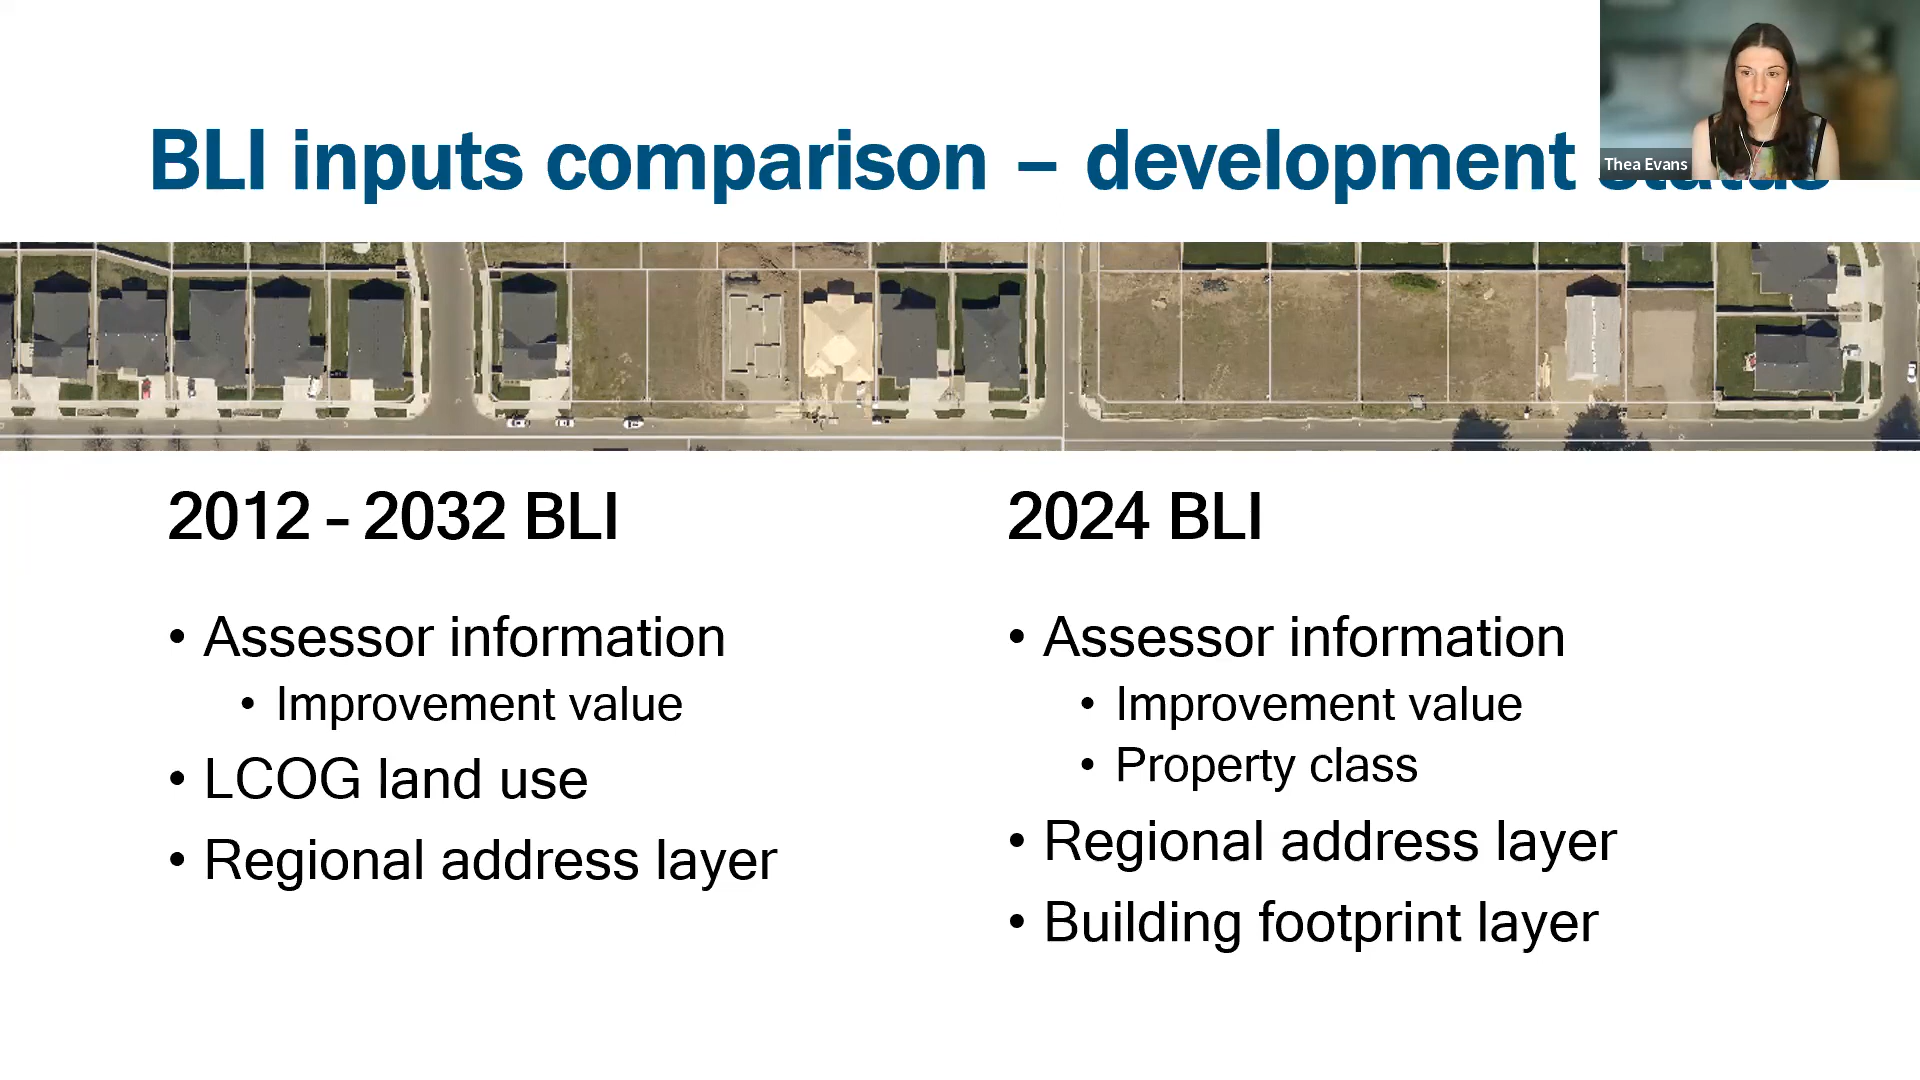 BLI inputs comparison – development status
Thea Evans
2012 – 2032 BLI
• Assessor information
• Improvement value
• LCOG land use
• Regional address layer
2024 BLI
• Assessor information
• Improvement value
• Property class
• Regional address layer
• Building footprint layer